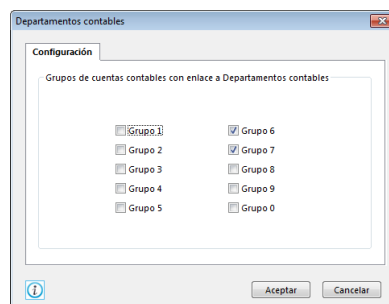 Departamentos contables
Configuración
Grupos de cuentas contables con enlace a Departamentos contables
Grupo 1
Grupo 2
Grupo 3
Grupo 4
Grupo 5
Grupo 6
Grupo 7
Grupo 8
Grupo 9
Grupo 0
Aceptar
Cancelar